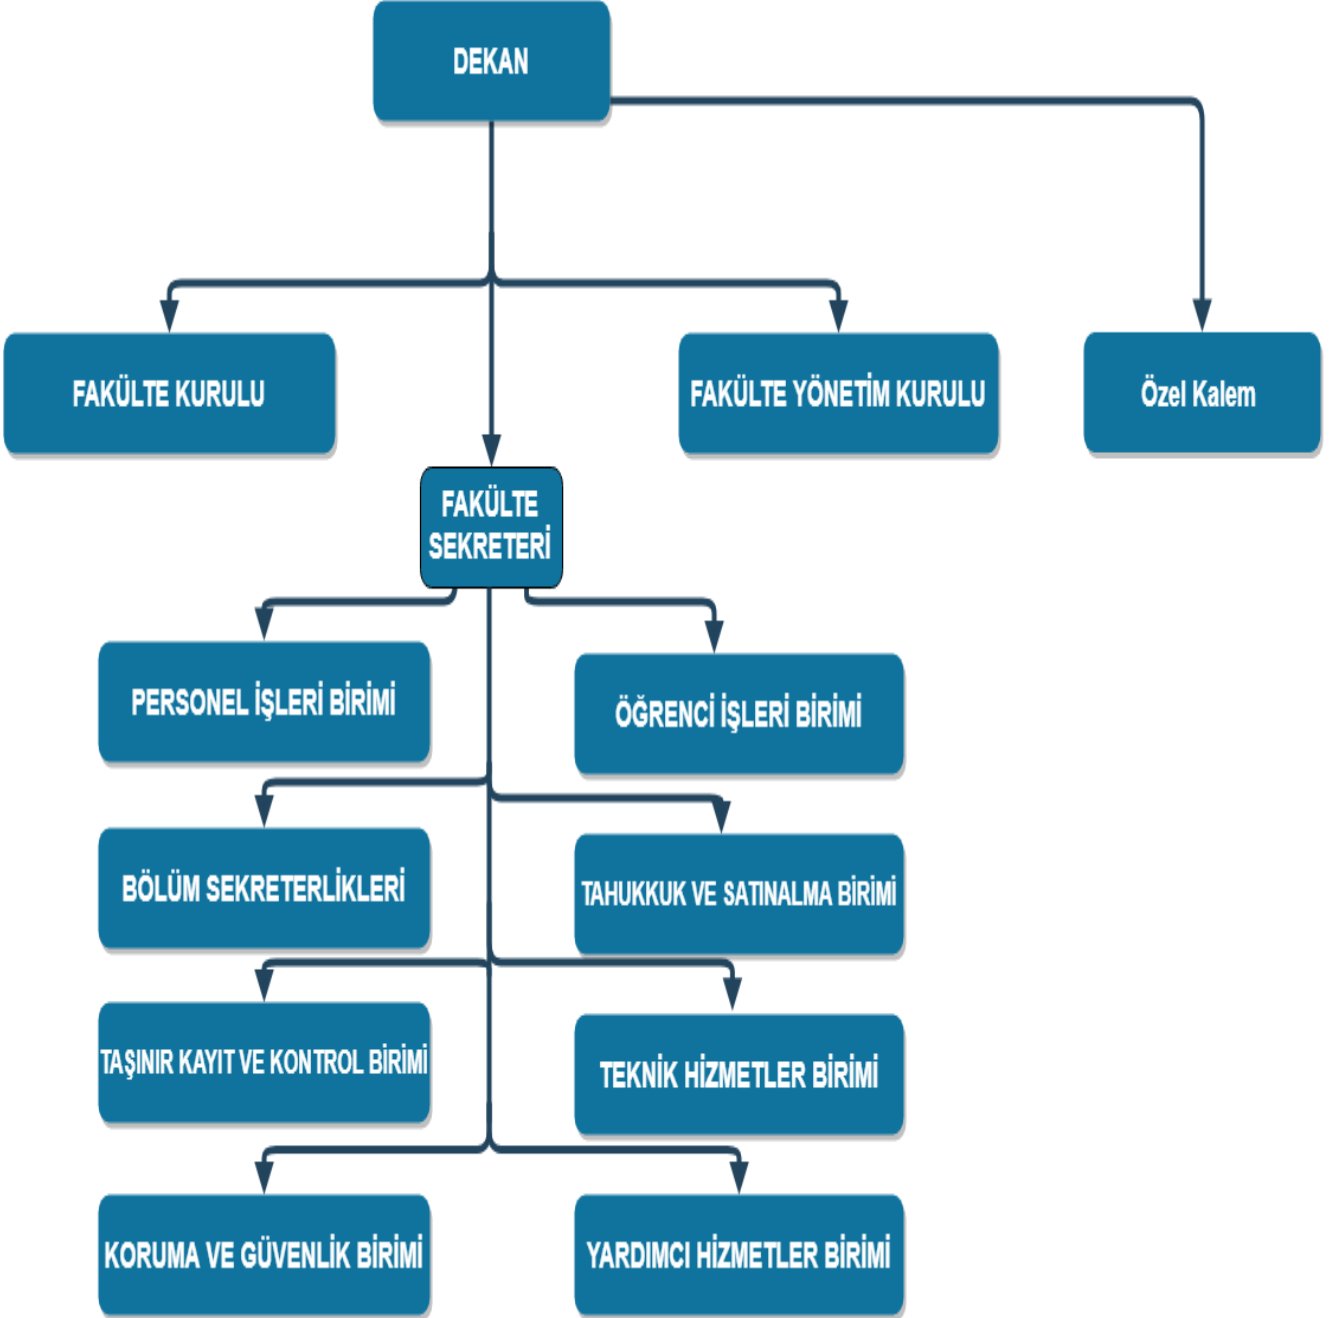 DEKAN
FAKÜLTE KURULU
FAKÜLTE YÖNETİM KURULU
Özel Kalem
FAKÜLTE
SEKRETERİ
PERSONEL İŞLERİ BİRİMİ
ÖĞRENCİ İŞLERİ BİRİMİ
BÖLÜM SEKRETERLİKLERİ
TAHUKKUK VE SATINALMA BİRİMİ
TAŞINIR KAYIT VE KONTROL BİRİMİ
TEKNİK HİZMETLER BİRİMİ
KORUMA VE GÜVENLİK BİRİMİ
YARDIMCI HİZMETLER BİRİMİ